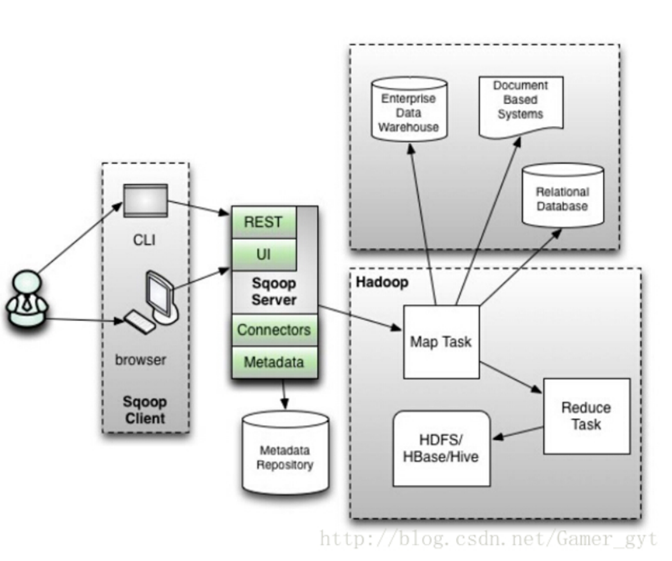 Enterprise
Data
Warehouse
Document
Based
Systems
Relational
Database
CLI
browser
Sqoop
Client
REST
UI
Sqoop
Server
Connectors
Metadata
Metadata
Repository
Hadoop
Map Task
Reduce
Task
HDFS/
HBase/Hive
http://blog.csdn.net/Gamer_gyt